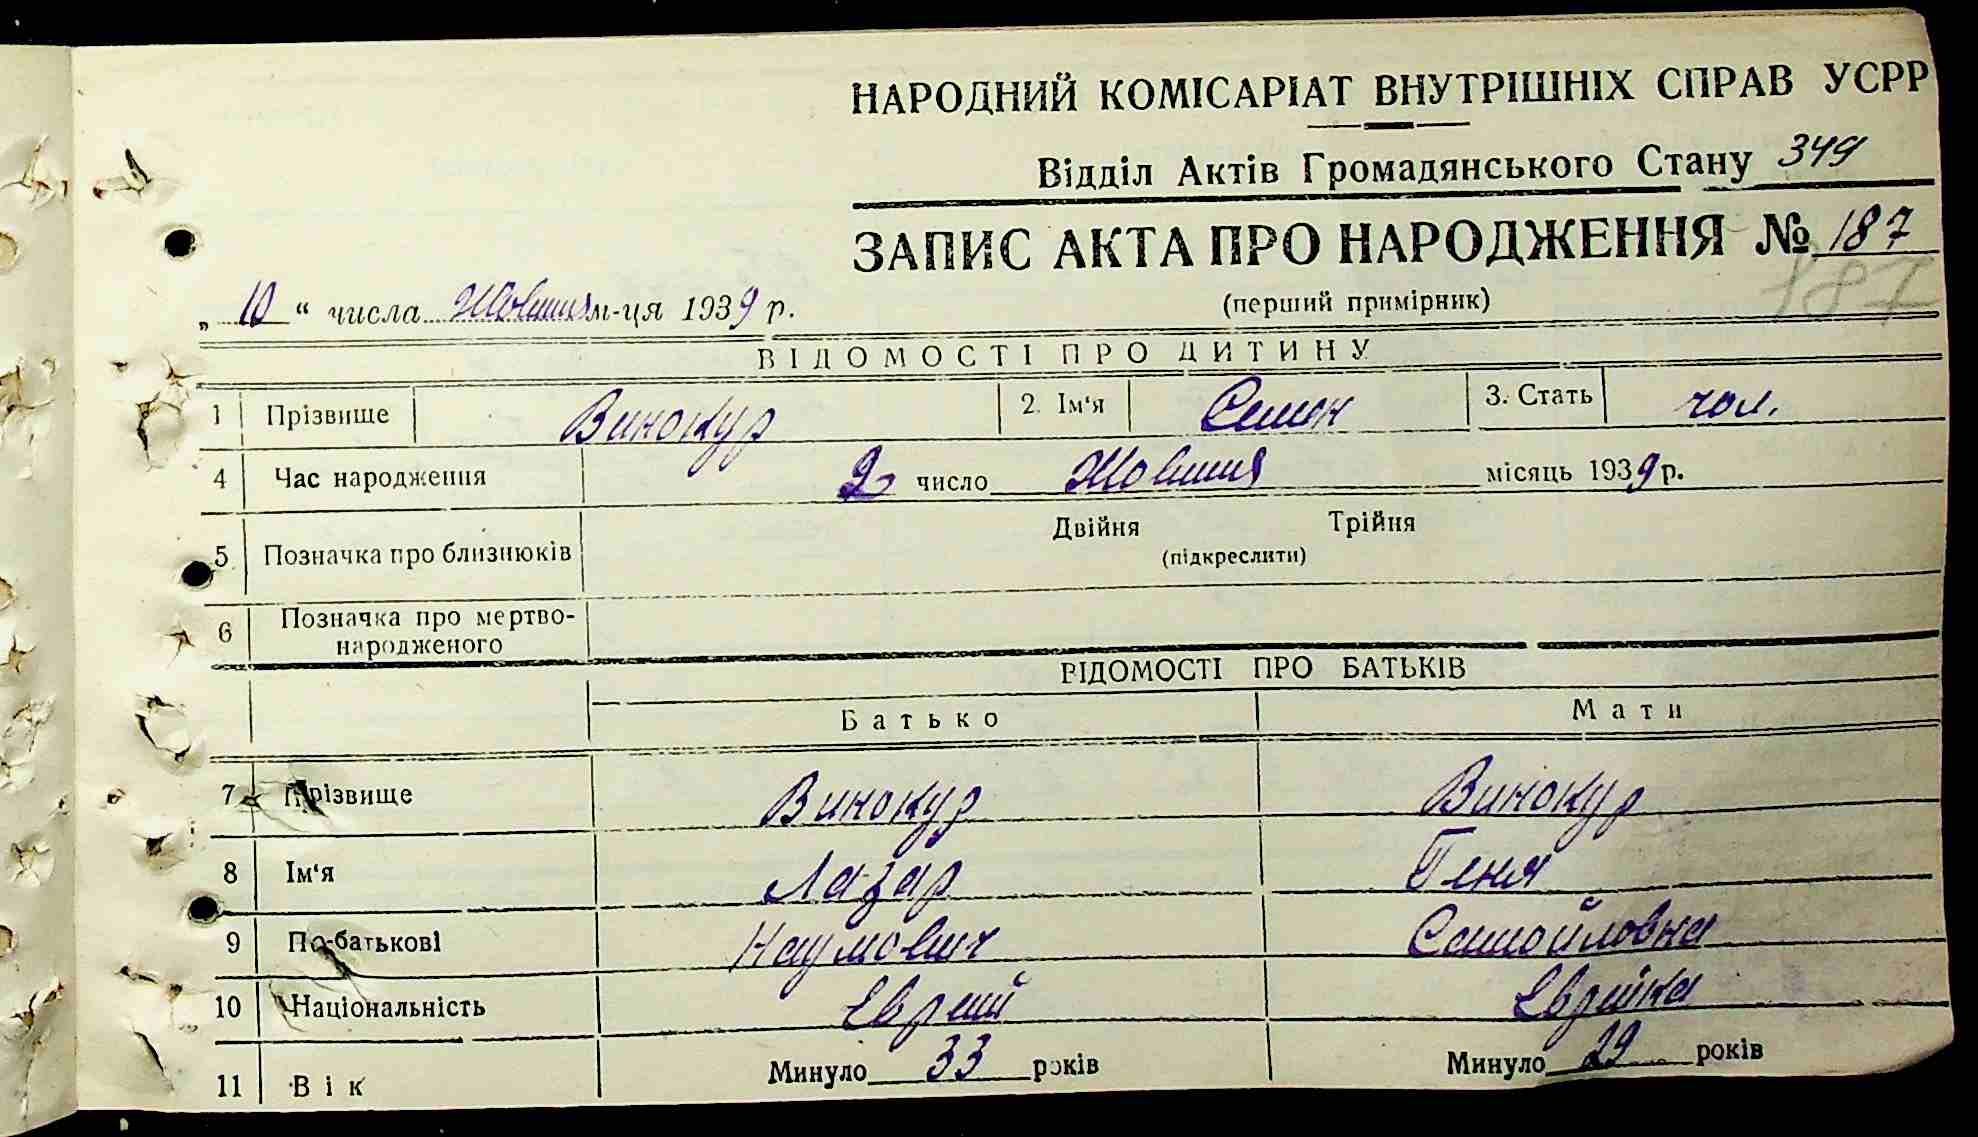 НАРОДНИЙ КОМІСАРІАТ ВНУТРІШНІХ СПРАВ УСРР
Відділ Актів Громадянського Стану 349
ЗАПИС АКТА ПРО НАРОДЖЕННЯ № 187
187
„ 10 “ числа Жовтня м-ця 1939 р.
(перший примірник)
ВІДОМОСТІ ПРО ДИТИНУ
1 Прізвище Винокур 2. Ім‘я Семен 3. Стать чол.
4 Час народження 2 число Жовтня місяць 1939 р.
5 Позначка про близнюків Двійня Трійня
(підкреслити)
6 Позначка про мертво-
народженого
ВІДОМОСТІ ПРО БАТЬКІВ
Батько Мати
7 Прізвище Винокур Винокур
8 Ім‘я Лазар Геня
9 По-батькові Наумович Самойловна
10 Національність Єврей Єврейка
11 Вік Минуло 33 років Минуло 29 років